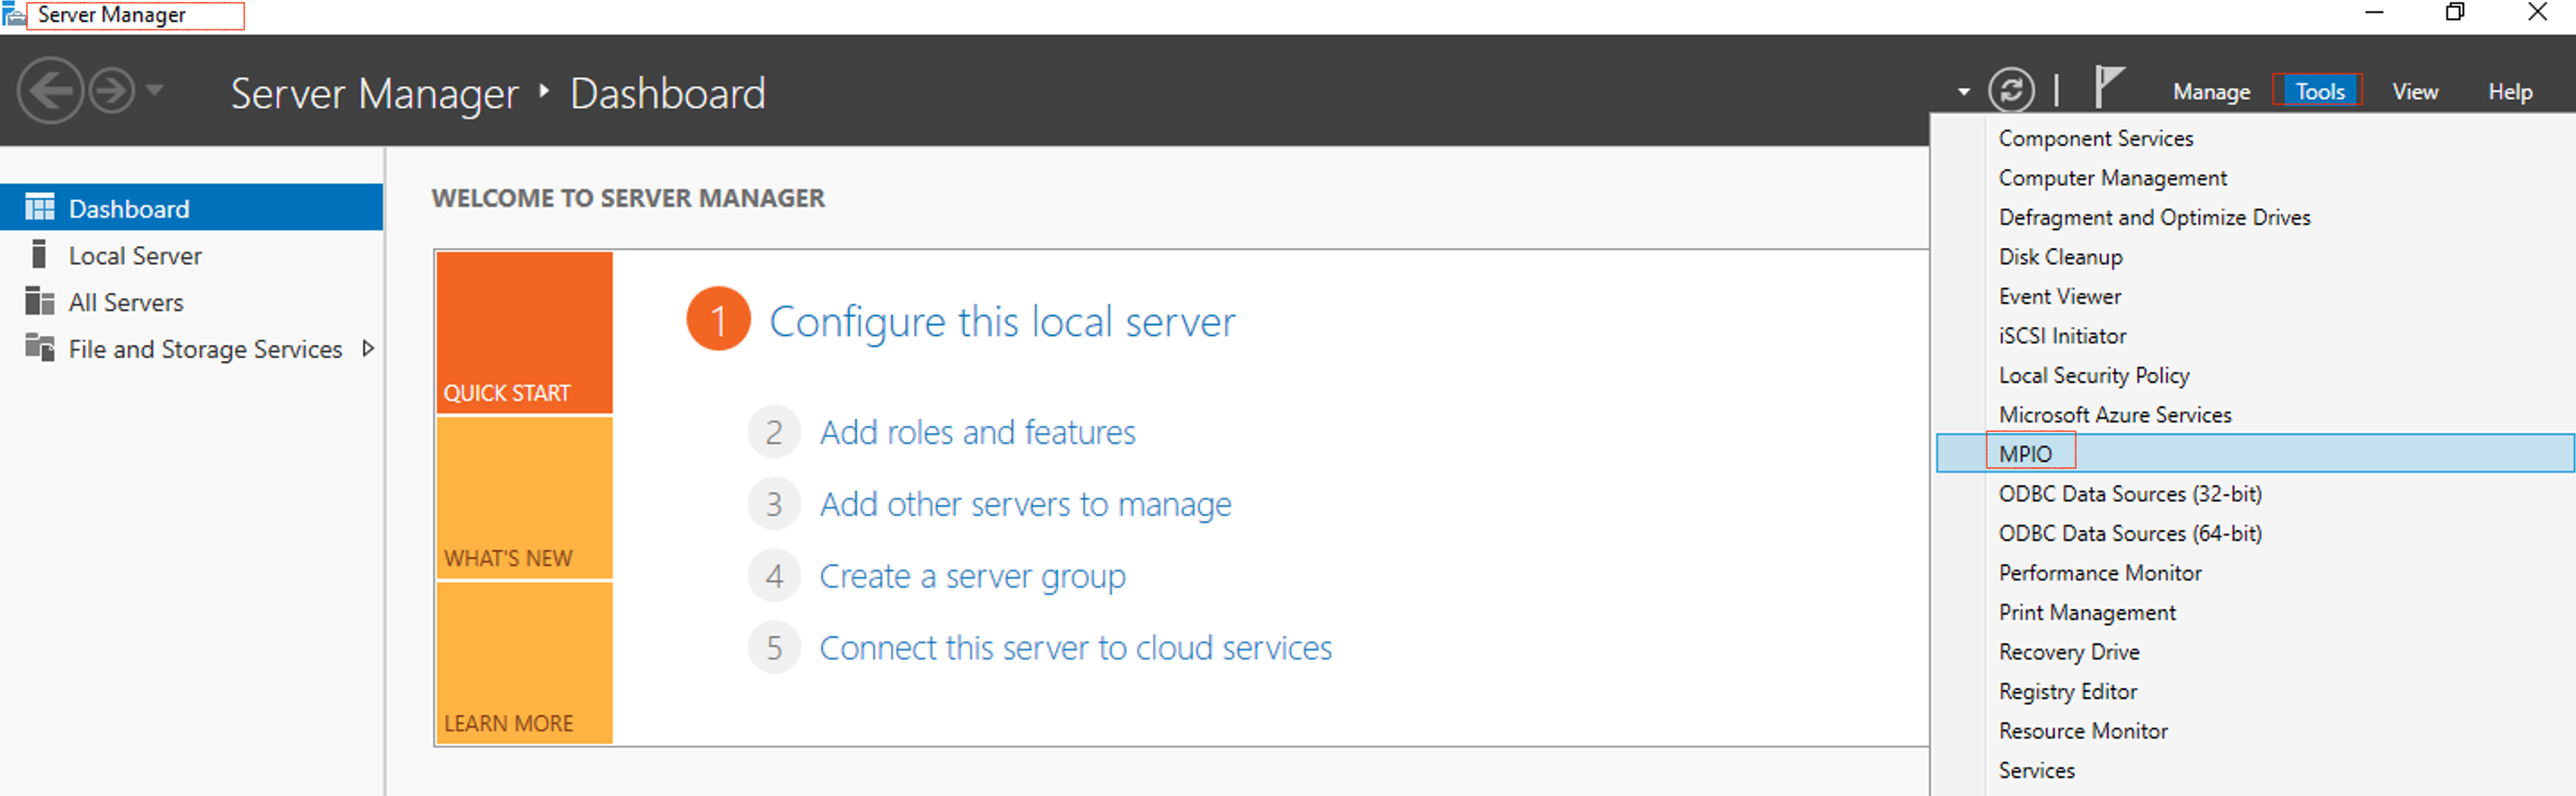 Server Manager
Server Manager ‣ Dashboard
Manage
Tools
View
Help
Dashboard
Local Server
All Servers
File and Storage Services
WELCOME TO SERVER MANAGER
QUICK START
WHAT'S NEW
LEARN MORE
1 Configure this local server
2 Add roles and features
3 Add other servers to manage
4 Create a server group
5 Connect this server to cloud services
Component Services
Computer Management
Defragment and Optimize Drives
Disk Cleanup
Event Viewer
iSCSI Initiator
Local Security Policy
Microsoft Azure Services
MPIO
ODBC Data Sources (32-bit)
ODBC Data Sources (64-bit)
Performance Monitor
Print Management
Recovery Drive
Registry Editor
Resource Monitor
Services